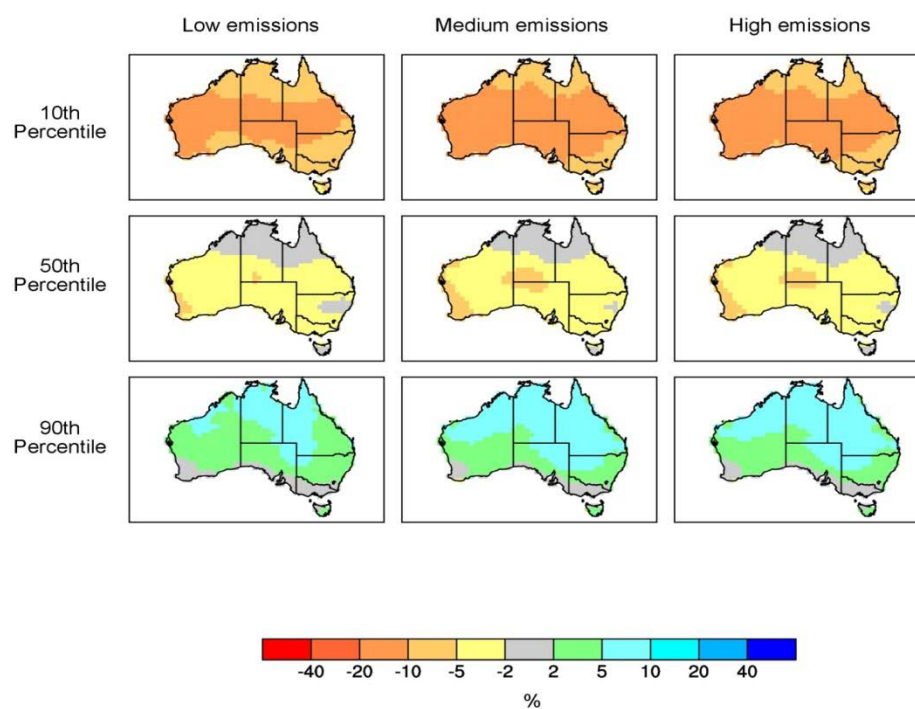 Low emissions Medium emissions High emissions
10th
Percentile
50th
Percentile
90th
Percentile
-40 -20 -10 -5 -2 2 5 10 20 40
%